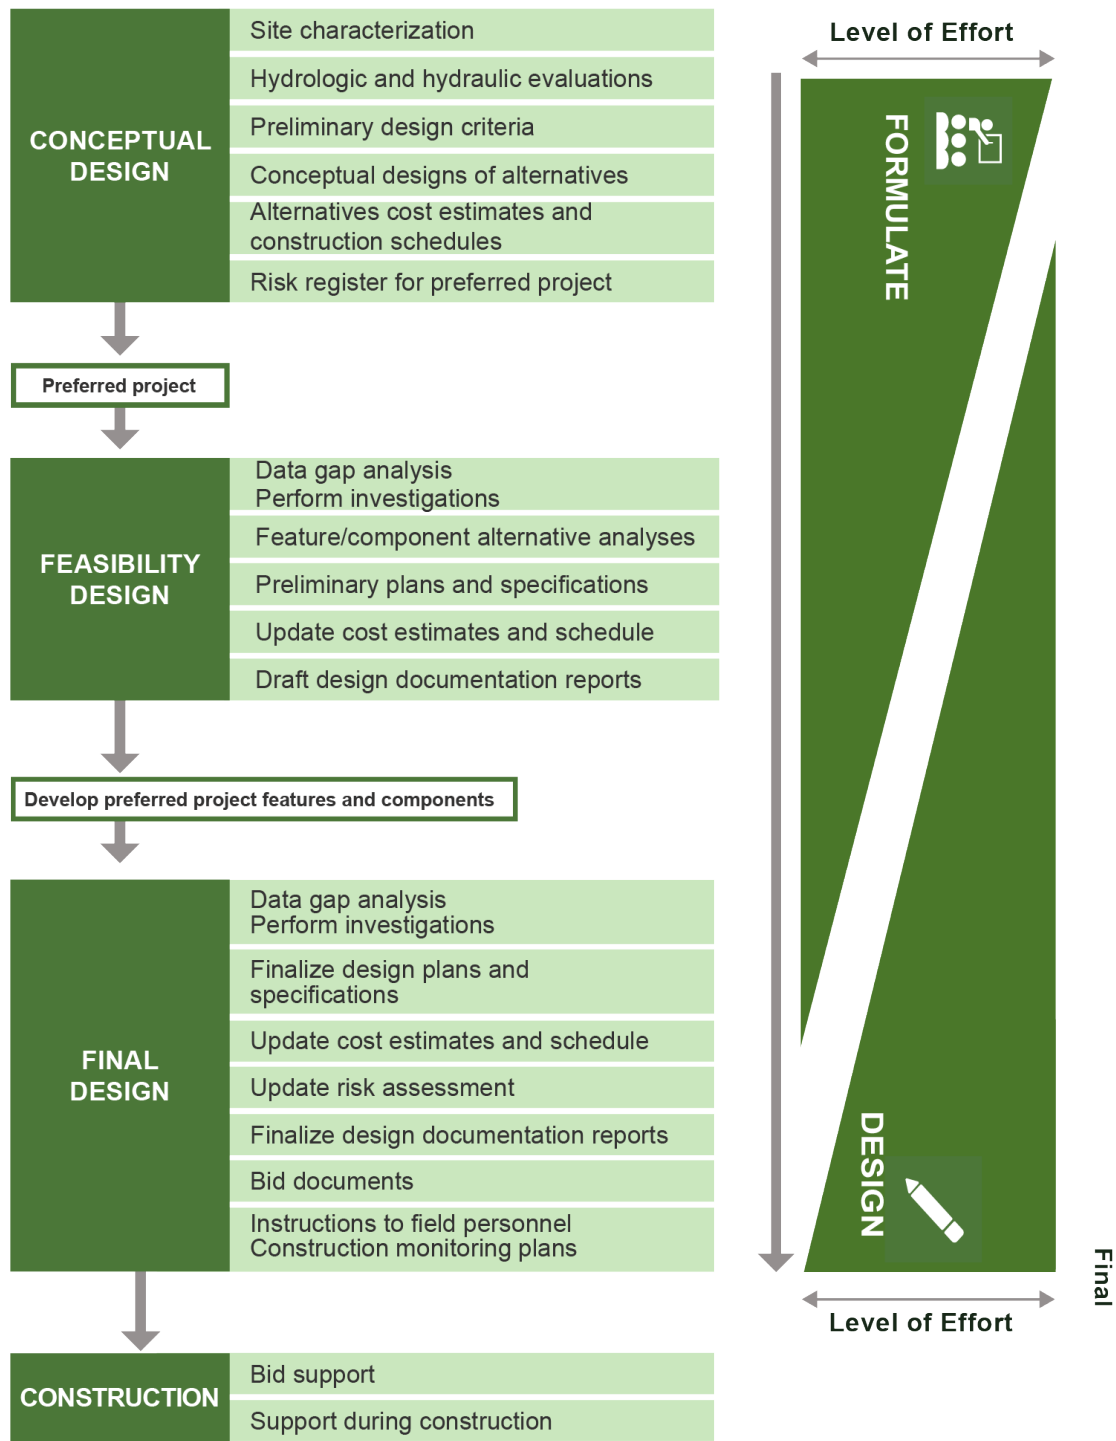 CONCEPTUAL
DESIGN
Site characterization
Hydrologic and hydraulic evaluations
Preliminary design criteria
Conceptual designs of alternatives
Alternatives cost estimates and
construction schedules
Risk register for preferred project
Preferred project
FEASIBILITY
DESIGN
Data gap analysis
Perform investigations
Feature/component alternative analyses
Preliminary plans and specifications
Update cost estimates and schedule
Draft design documentation reports
Develop preferred project features and components
FINAL
DESIGN
Data gap analysis
Perform investigations
Finalize design plans and
specifications
Update cost estimates and schedule
Update risk assessment
Finalize design documentation reports
Bid documents
Instructions to field personnel
Construction monitoring plans
CONSTRUCTION
Bid support
Support during construction
Level of Effort
FORMULATE
DESIGN
Level of Effort
Final